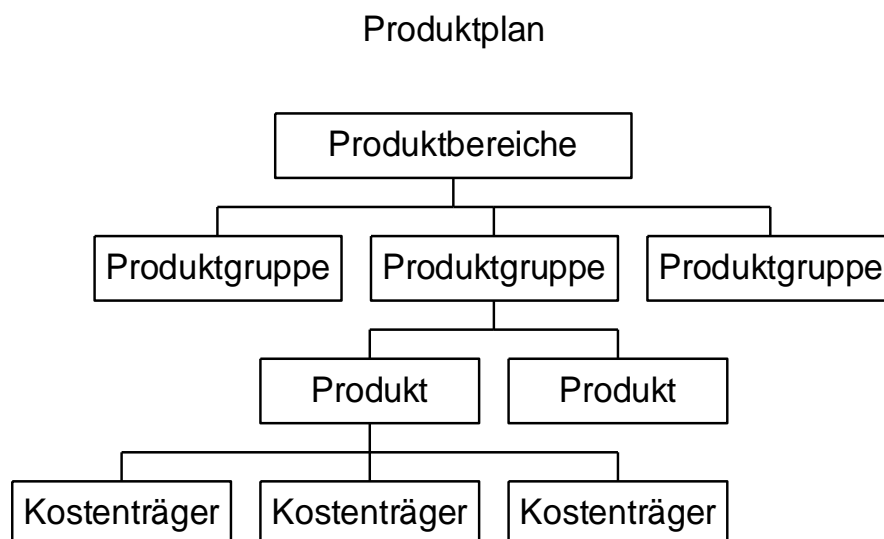 Produktplan
Produktbereiche
Produktgruppe Produktgruppe Produktgruppe
Produkt Produkt
Kostenträger Kostenträger Kostenträger